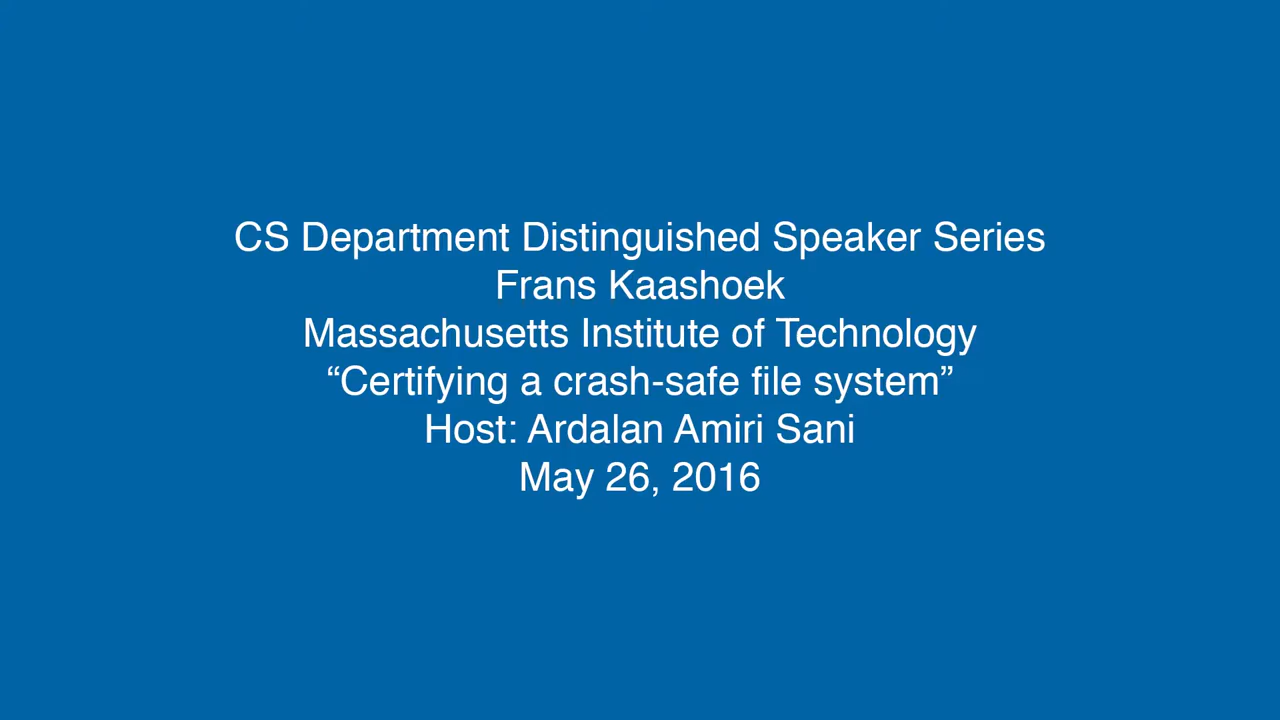 CS Department Distinguished Speaker Series
Frans Kaashoek
Massachusetts Institute of Technology
“Certifying a crash-safe file system”
Host: Ardalan Amiri Sani
May 26, 2016